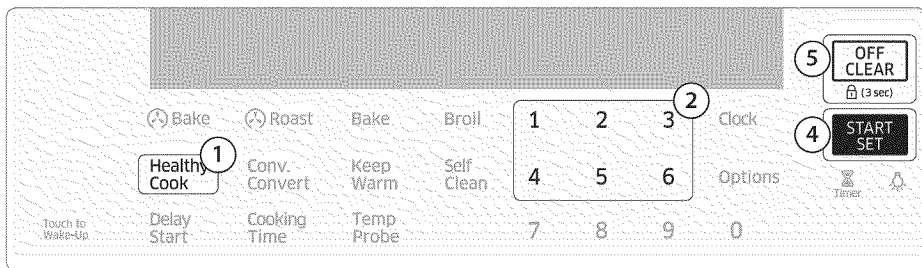 5
OFF
CLEAR
(3 sec)
2
Bake
Roast
Bake
Broil
1
2
3
Clock
4
START
SET
1
Healthy
Cook
Conv.
Convert
Keep
Warm
Self
Clean
4
5
6
Options
Timer
Touch to
Wake-Up
Delay
Start
Cooking
Time
Temp
Probe
7
8
9
0